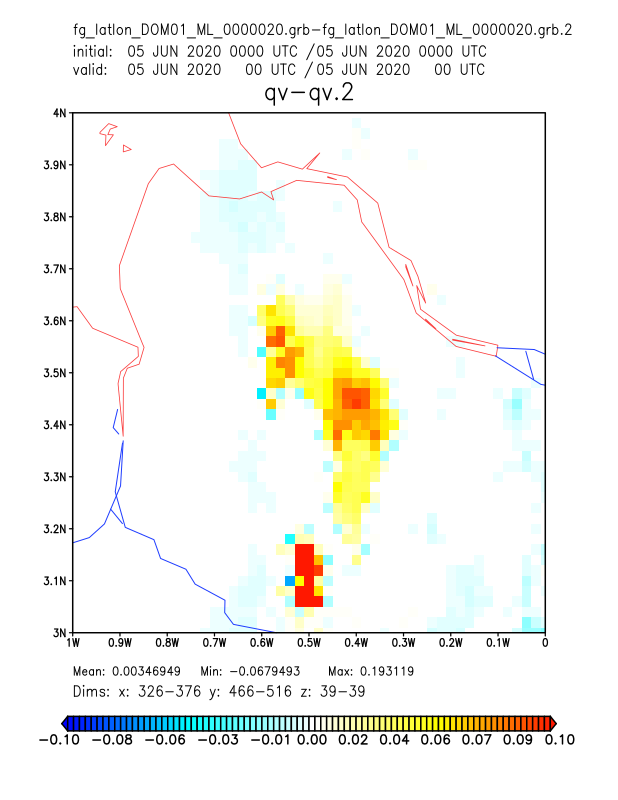 fg_latlon_DOM01_ML_0000020.grb-fg_latlon_DOM01_ML_0000020.grb.2
initial: 05 JUN 2020 0000 UTC /05 JUN 2020 0000 UTC
valid: 05 JUN 2020 00 UTC /05 JUN 2020 00 UTC
qv-qv.2
4N
3.9N
3.8N
3.7N
3.6N
3.5N
3.4N
3.3N
3.2N
3.1N
3N
1W 0.9W 0.8W 0.7W 0.6W 0.5W 0.4W 0.3W 0.2W 0.1W 0
Mean: 0.00346949 Min: -0.0679493 Max: 0.193119
Dims: x: 326-376 y: 466-516 z: 39-39
-0.10 -0.08 -0.06 -0.03 -0.01 0.00 0.02 0.04 0.06 0.07 0.09 0.10